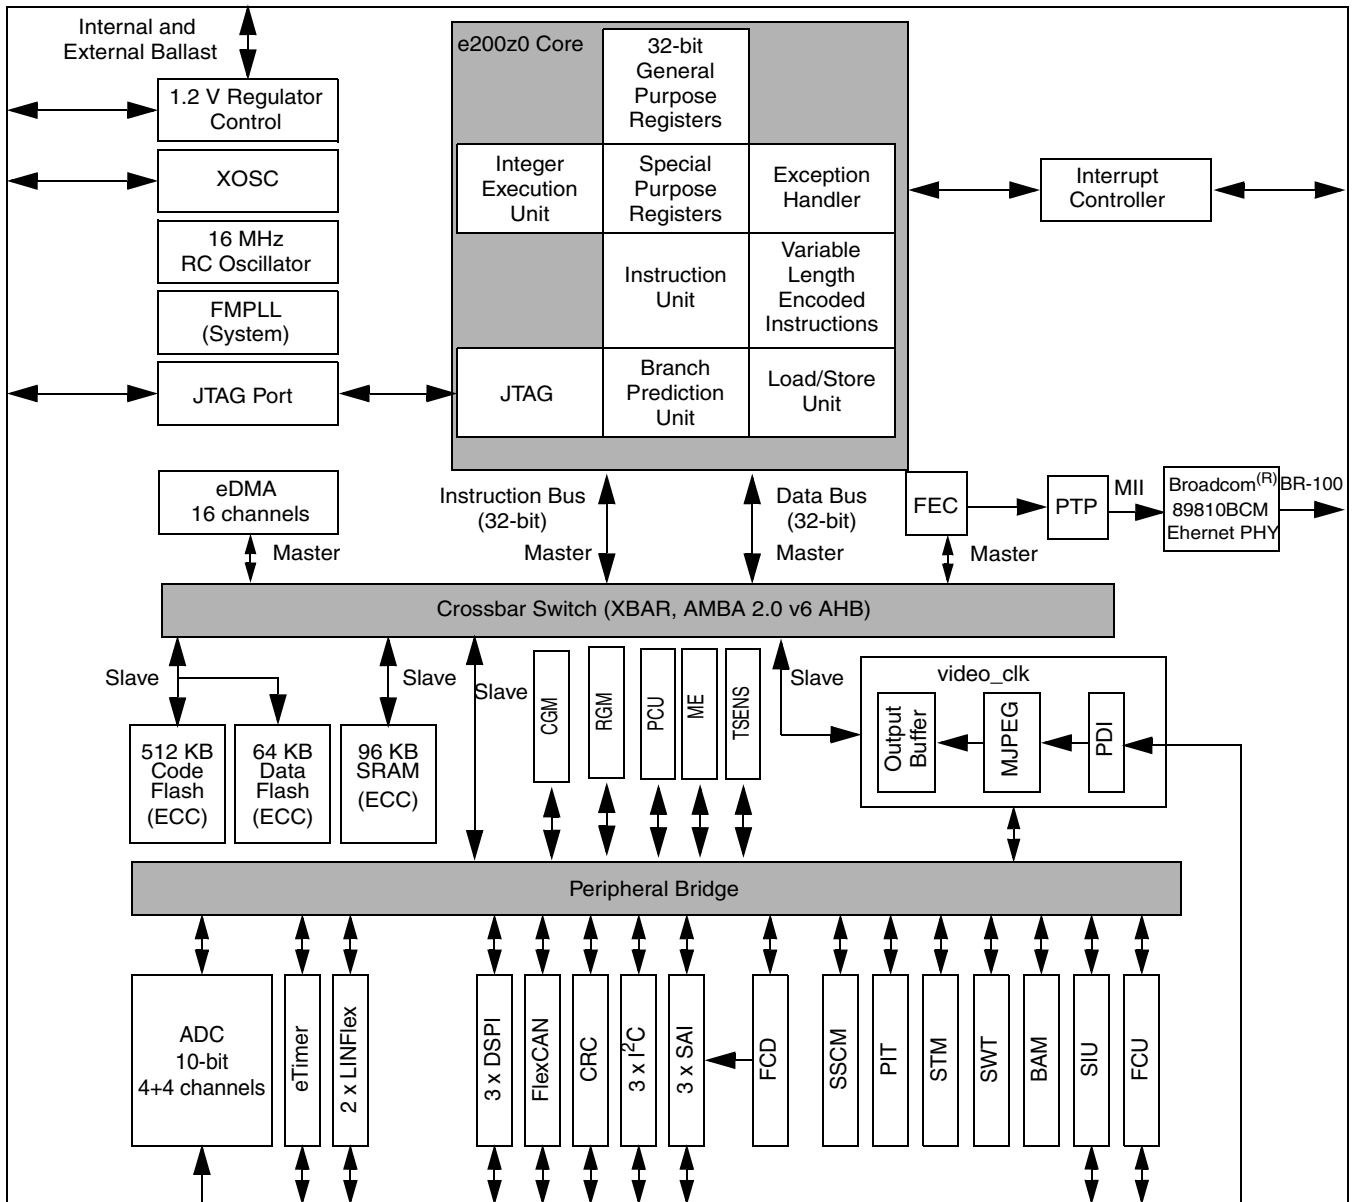 Internal and
External Ballast
1.2 V Regulator
Control
XOSC
16 MHz
RC Oscillator
FMPLL
(System)
JTAG Port
e200z0 Core
32-bit
General
Purpose
Registers
Integer
Execution
Unit
Special
Purpose
Registers
Exception
Handler
Instruction
Unit
Variable
Length
Encoded
Instructions
JTAG
Branch
Prediction
Unit
Load/Store
Unit
Interrupt
Controller
eDMA
16 channels
Master
Instruction Bus
(32-bit)
Master
Data Bus
(32-bit)
Master
FEC
Master
PTP
MII
Broadcom(R)
89810BCM
Ehernet PHY
BR-100
Crossbar Switch (XBAR, AMBA 2.0 v6 AHB)
Slave
Slave
Slave
Slave
512 KB
Code
Flash
(ECC)
64 KB
Data
Flash
(ECC)
96 KB
SRAM
(ECC)
CGM
RGM
PCU
ME
TSENS
video_clk
Output
Buffer
MJPEG
PDI
Peripheral Bridge
ADC
10-bit
4+4 channels
eTimer
2 x LINFlex
3 x DSPI
FlexCAN
CRC
3 x I²C
3 x SAI
FCD
SSCM
PIT
STM
SWT
BAM
SIU
FCU